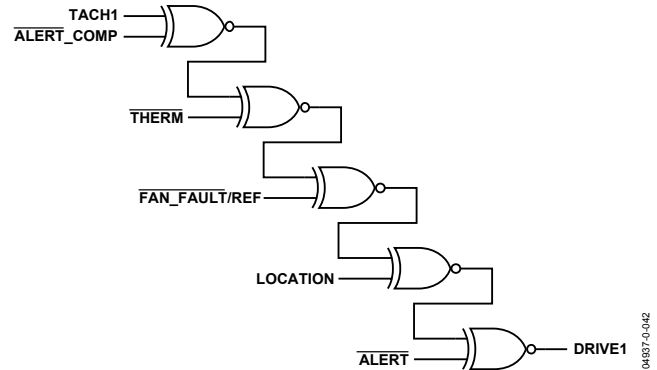 TACH1
ALERT_COMP
THERM
FAN_FAULT/REF
LOCATION
ALERT
DRIVE1
04937-0-042